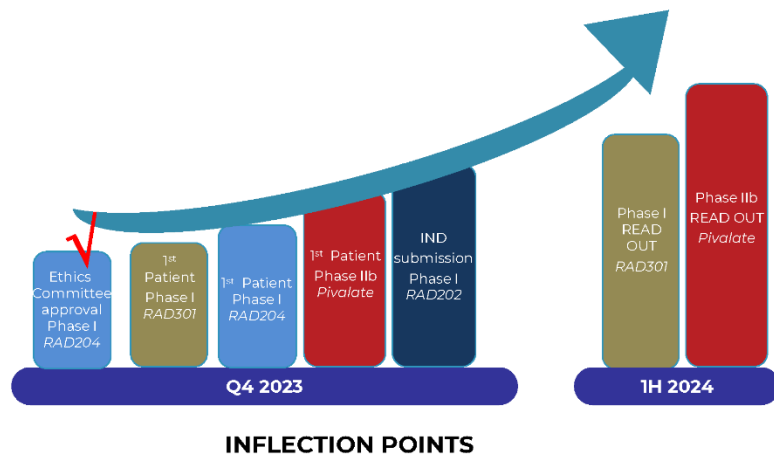 Ethics
Committee
approval
Phase I
RAD204
1st
Patient
Phase I
RAD301
1st Patient
Phase I
RAD204
1st Patient
Phase IIb
Pivalate
IND
submission
Phase I
RAD202
Phase I
READ
OUT
RAD301
Phase IIb
READ OUT
Pivalate
Q4 2023
1H 2024
INFLECTION POINTS